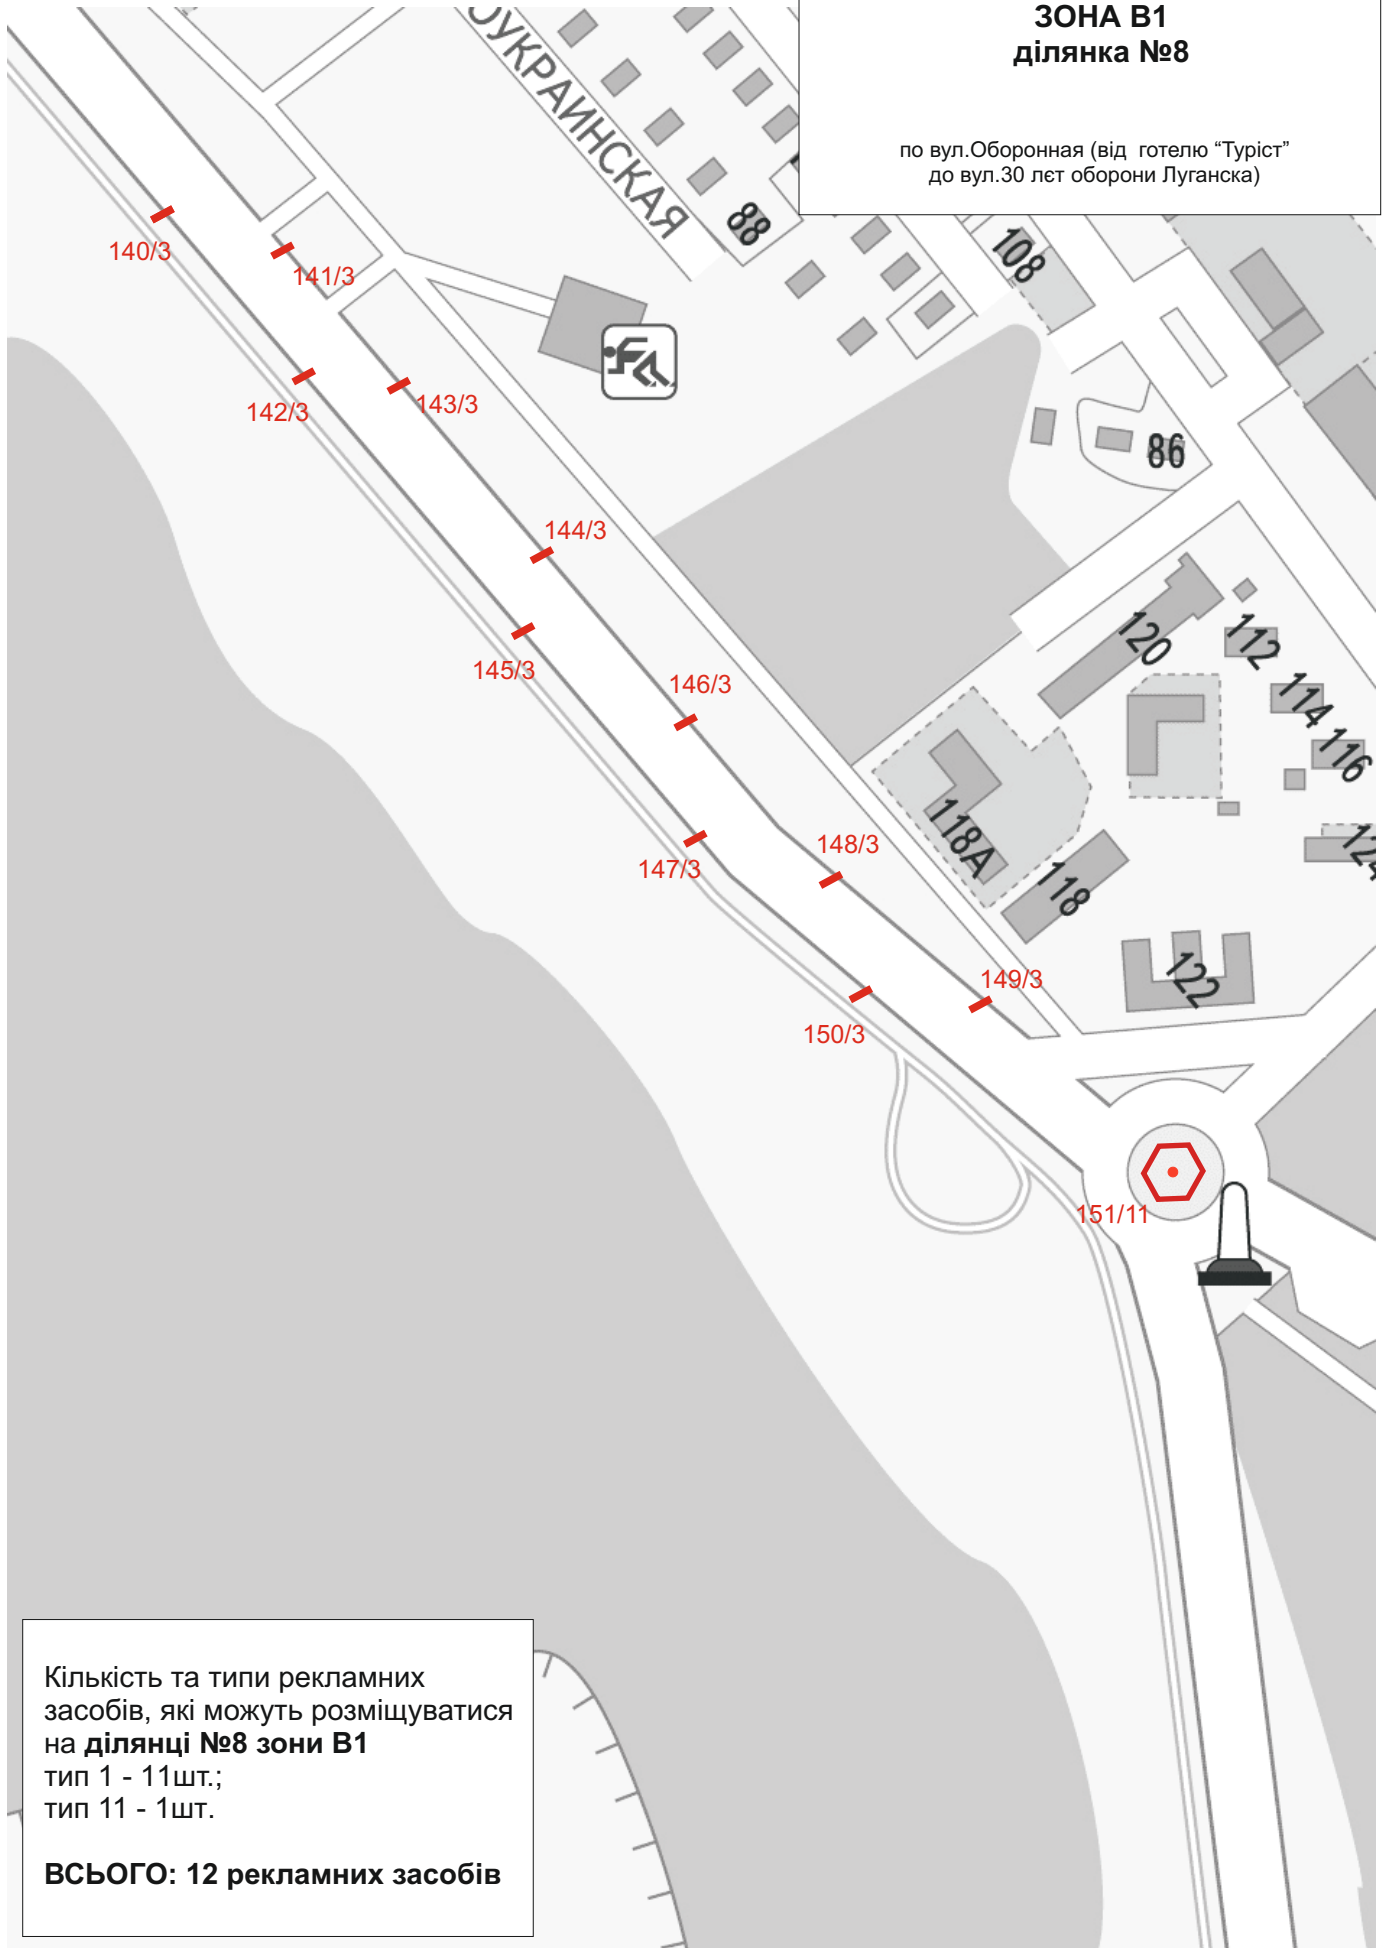 ЗОНА В1
ділянка №8
по вул.Оборонная (від готелю “Туріст”
до вул.30 лєт оборони Луганска)
ОУКРАИНСКАЯ
88
108
86
140/3
141/3
142/3
143/3
144/3
145/3
146/3
147/3
148/3
149/3
150/3
151/11
120
112
114
116
118А
118
124
122
Кількість та типи рекламних
засобів, які можуть розміщуватися
на ділянці №8 зони В1
тип 1 - 11шт.;
тип 11 - 1шт.
ВСЬОГО: 12 рекламних засобів